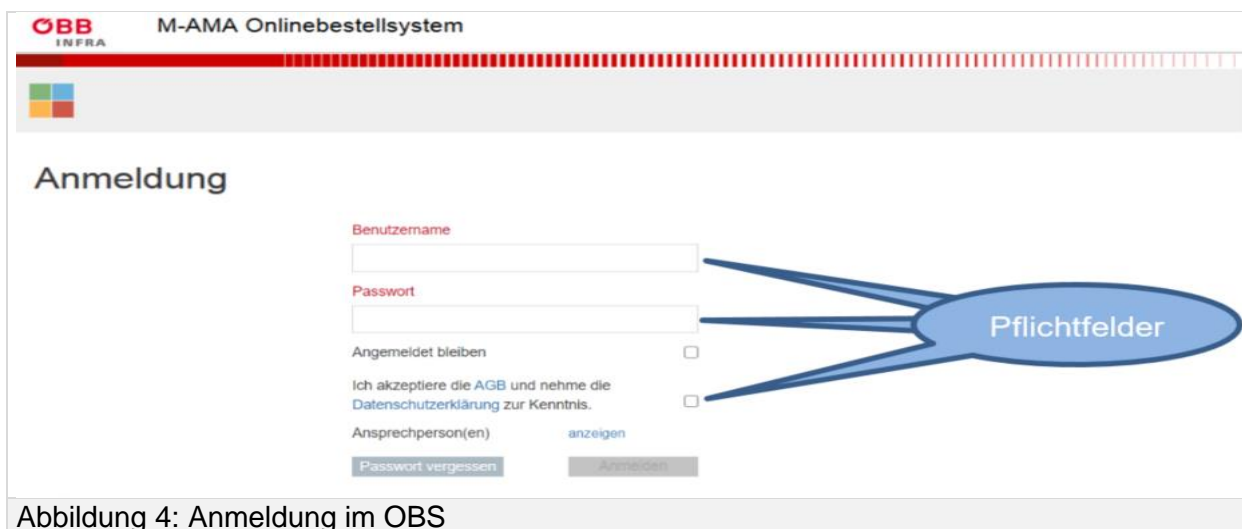 ÖBB
INFRA
M-AMA Onlinebestellsystem
Anmeldung
Benutzername
Passwort
Angemeldet bleiben
Ich akzeptiere die AGB und nehme die
Datenschutzerklärung zur Kenntnis.
Ansprechperson(en) anzeigen
Passwort vergessen Anmelden
Pflichtfelder
Abbildung 4: Anmeldung im OBS